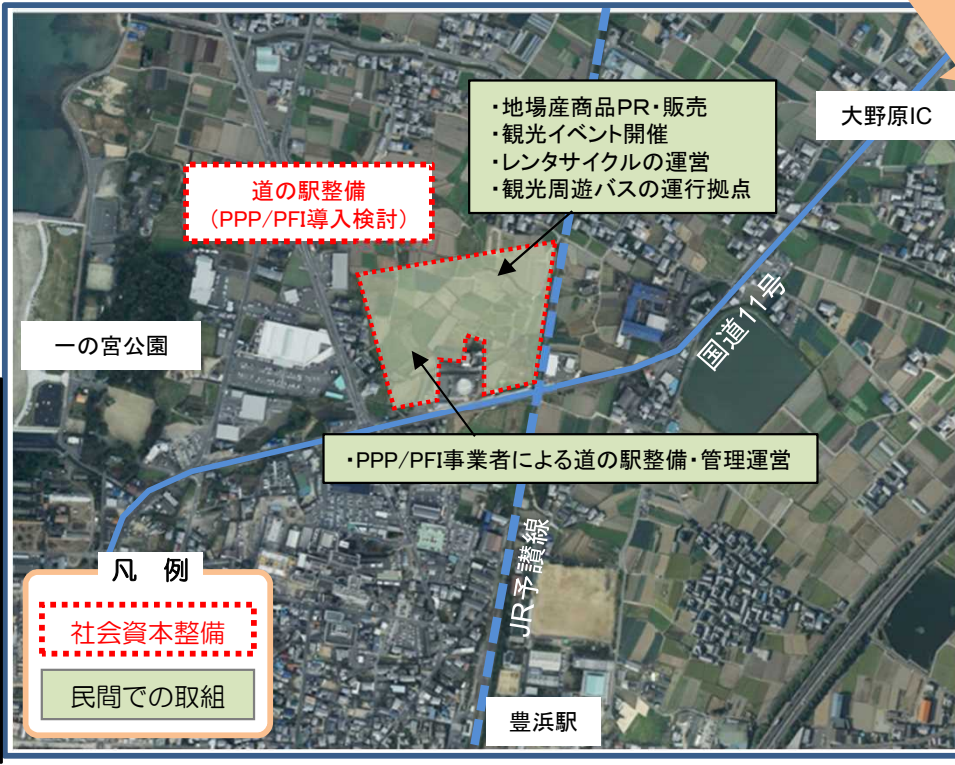 ・地場産商品PR・販売
・観光イベント開催
・レンタサイクルの運営
・観光周遊バスの運行拠点
大野原IC
道の駅整備
(PPP/PFI導入検討)
国道11号
一の宮公園
・PPP/PFI事業者による道の駅整備・管理運営
JR予讃線
凡 例
社会資本整備
民間での取組
豊浜駅